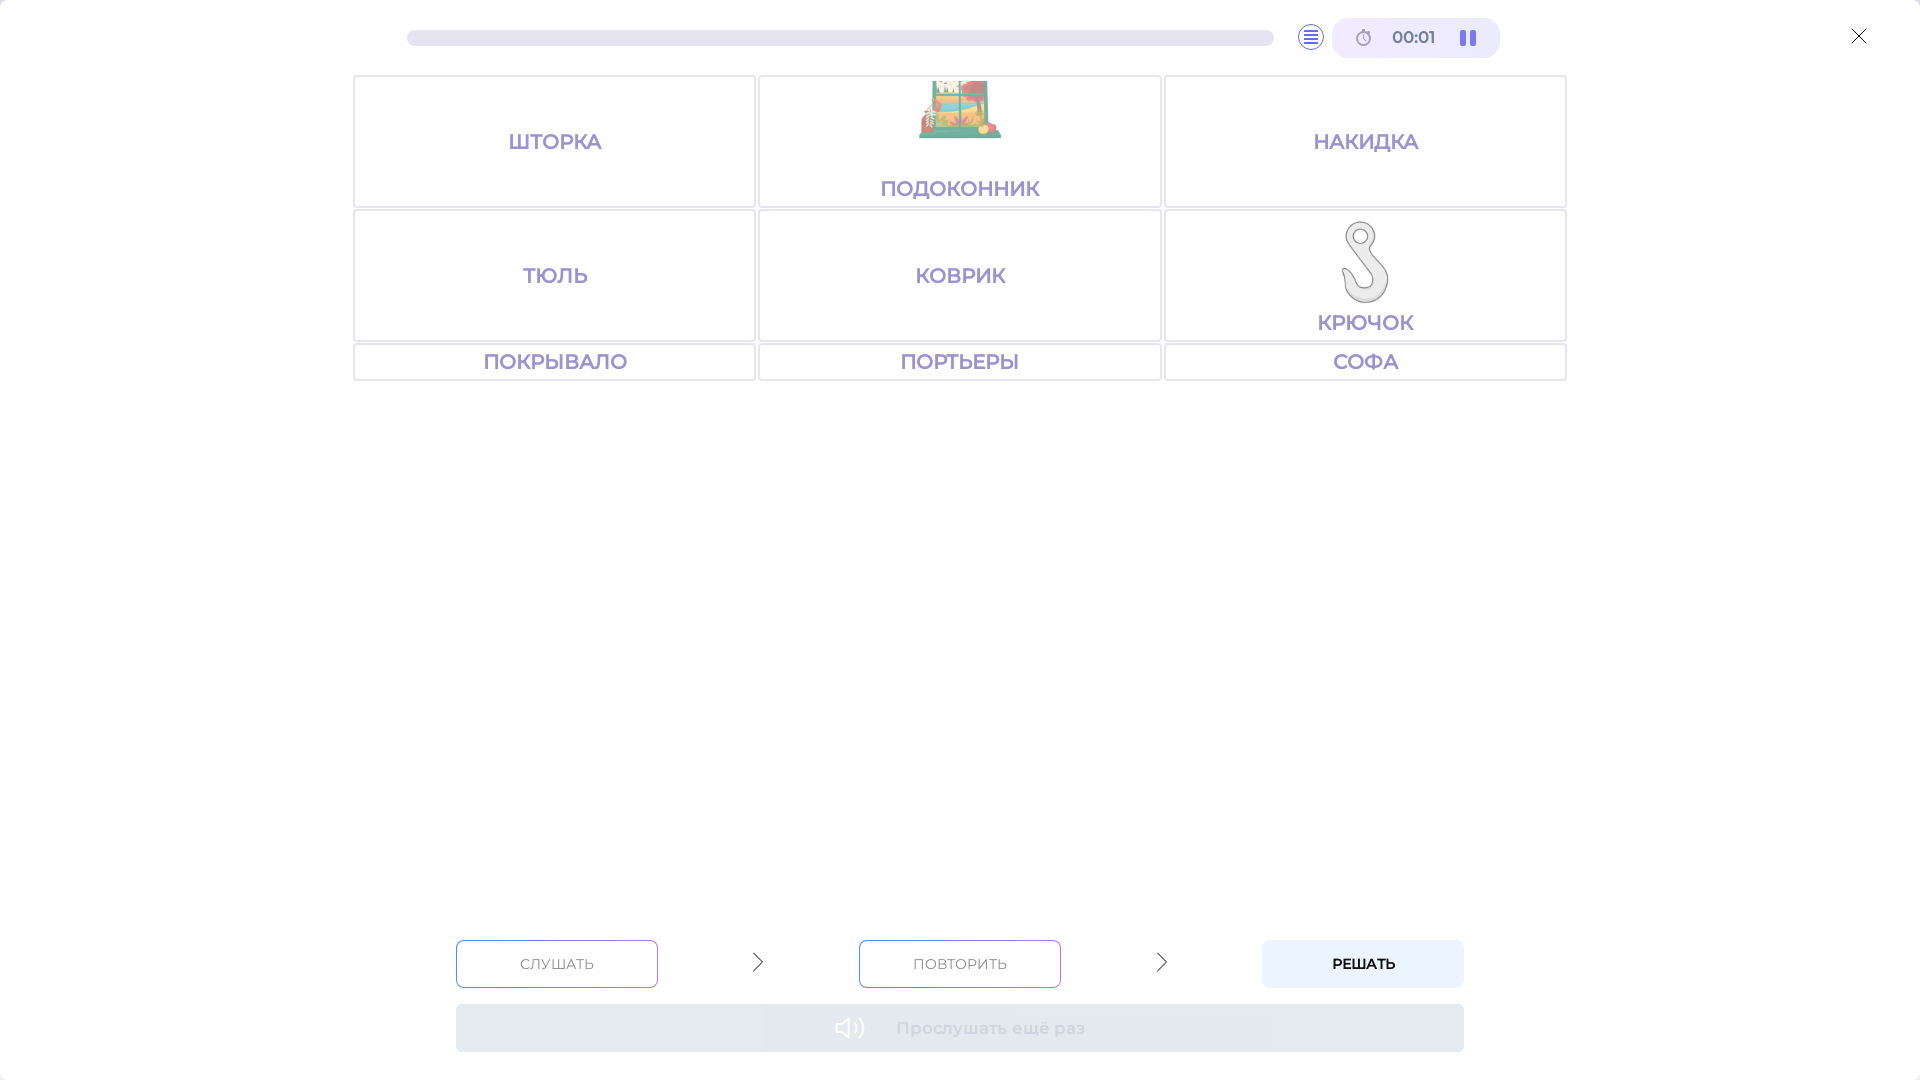 00:01
ШТОРКА
ПОДОКОННИК
НАКИДКА
ТЮЛЬ
КОВРИК
КРЮЧОК
ПОКРЫВАЛО
ПОРТЬЕРЫ
СОФА
СЛУШАТЬ
ПОВТОРИТЬ
РЕШАТЬ
Прослушать ещё раз